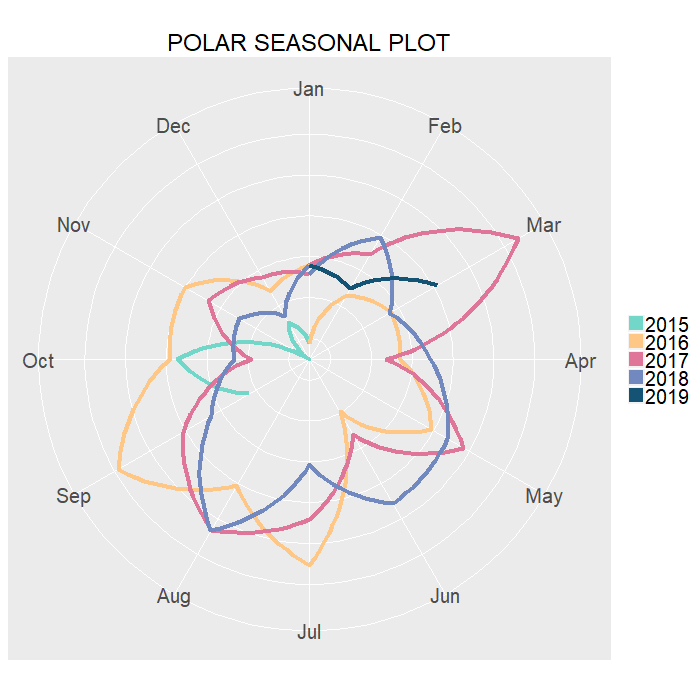 POLAR SEASONAL PLOT
Jan
Dec
Feb
Nov
Mar
2015
2016
Oct
Apr
2017
2018
2019
Sep
May
Aug
Jun
Jul